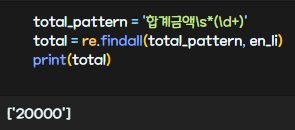 total_pattern = '합계금액\s*(\d+)'
total = re.findall(total_pattern, en_li)
print(total)
['20000']